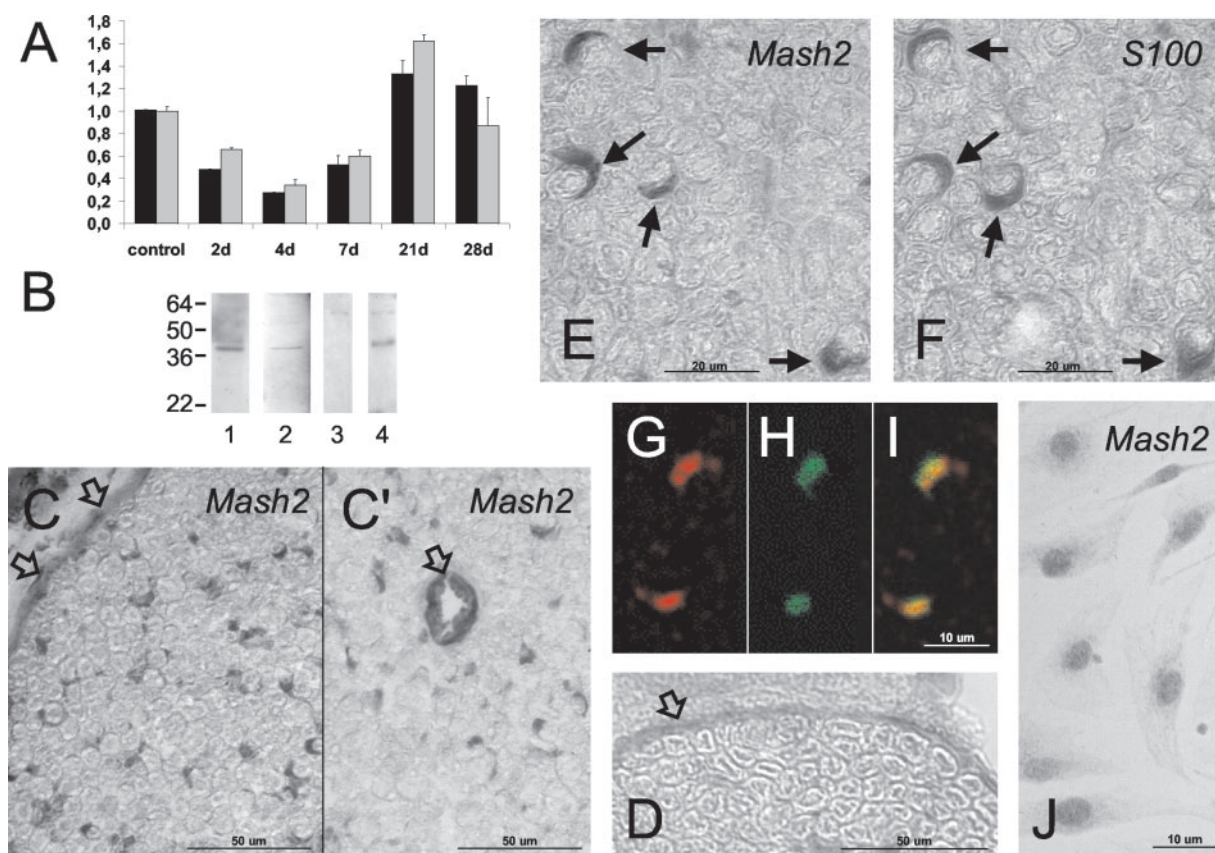 A
1,8
1,6
1,4
1,2
1,0
0,8
0,6
0,4
0,2
0,0
control 2d 4d 7d 21d 28d
B
64
50
36
22
1 2 3 4
C Mash2
50 um
C' Mash2
50 um
E Mash2
20 um
F S100
20 um
G H I
10 um
D
50 um
J Mash2
10 um